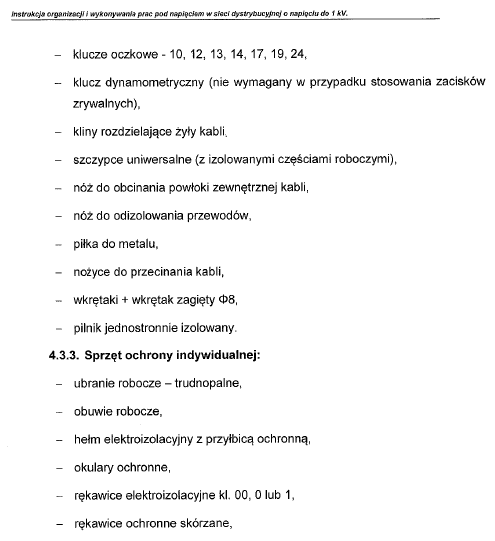 Instrukcja organizacji i wykonywania prac pod napięciem w sieci dystrybucyjnej o napięciu do 1 kV.
– klucze oczkowe - 10, 12, 13, 14, 17, 19, 24,
– klucz dynamometryczny (nie wymagany w przypadku stosowania zacisków
zrywalnych),
– kliny rozdzielające żyły kabli,
– szczypce uniwersalne (z izolowanymi częściami roboczymi),
– nóż do obcinania powłoki zewnętrznej kabli,
– nóż do odizolowania przewodów,
– piłka do metalu,
– nożyce do przecinania kabli,
– wkrętaki + wkrętak zagięty Φ8,
– pilnik jednostronnie izolowany.
4.3.3. Sprzęt ochrony indywidualnej:
– ubranie robocze – trudnopalne,
– obuwie robocze,
– hełm elektroizolacyjny z przyłbicą ochronną,
– okulary ochronne,
– rękawice elektroizolacyjne kl. 00, 0 lub 1,
– rękawice ochronne skórzane,